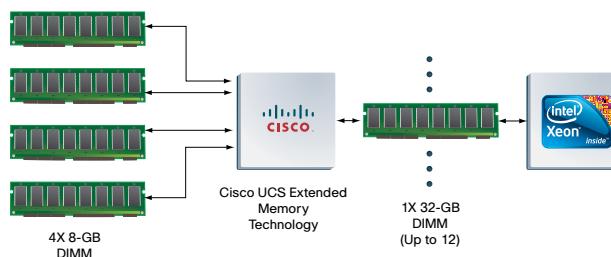 CISCO
intel
Xeon
inside™
Cisco UCS Extended
Memory
Technology
1X 32-GB
DIMM
(Up to 12)
4X 8-GB
DIMM